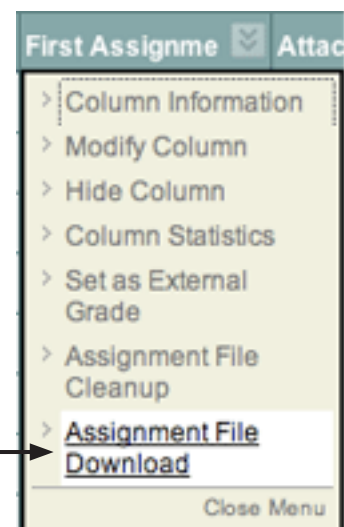 First Assignme Attac
> Column Information
> Modify Column
> Hide Column
> Column Statistics
> Set as External
Grade
> Assignment File
Cleanup
> Assignment File
Download
Close Menu